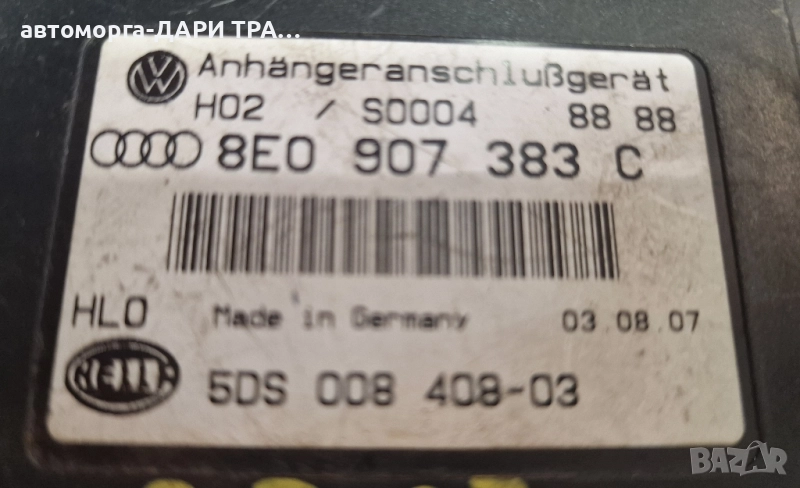 автоморга-ДАРИ ТРА...
Anhängeranschlußgerät
H02 / S0004 88 88
8E0 907 383 C
HLO Made in Germany 03.08.07
HELLA 5DS 008 408-03
BAZAR